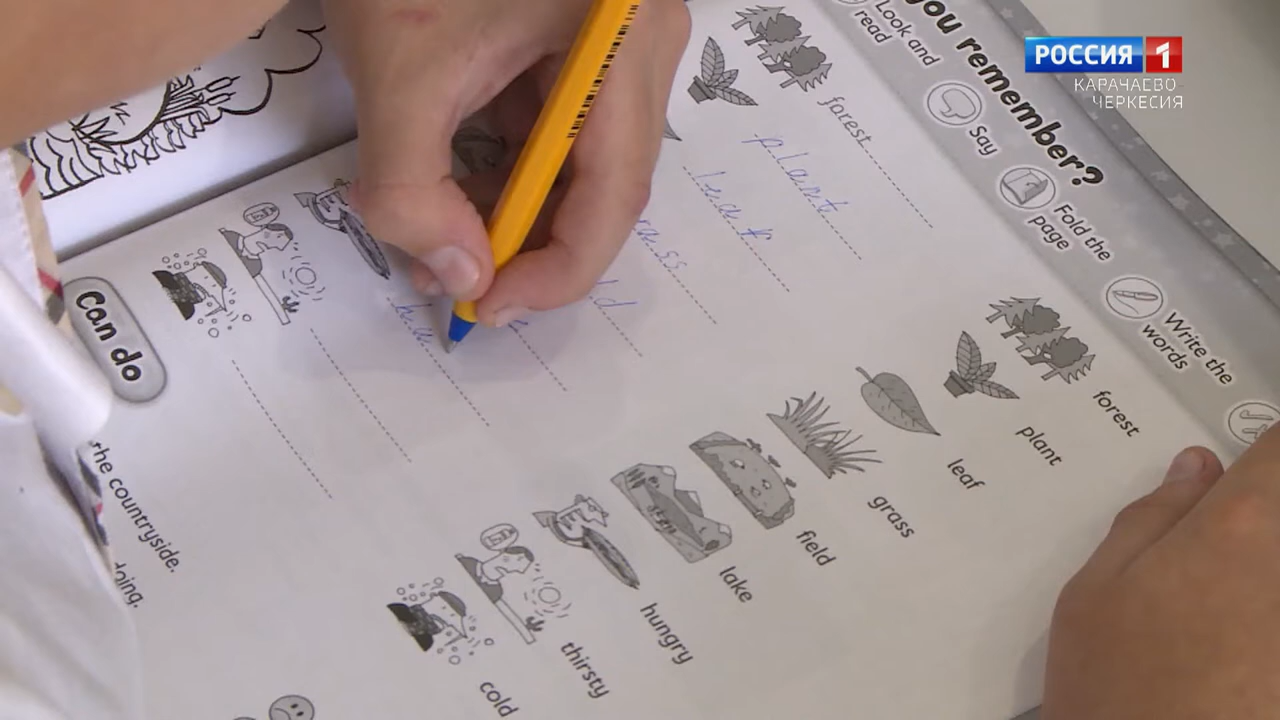 РОССИЯ 1
КАРАЧАЕВО-
ЧЕРКЕСИЯ
you remember?
Look and
read
Say
Fold the
page
Write the
words
forest
plant
leaf
forest
plant
leaf
grass
field
lake
hungry
thirsty
cold
Can do
the countryside.